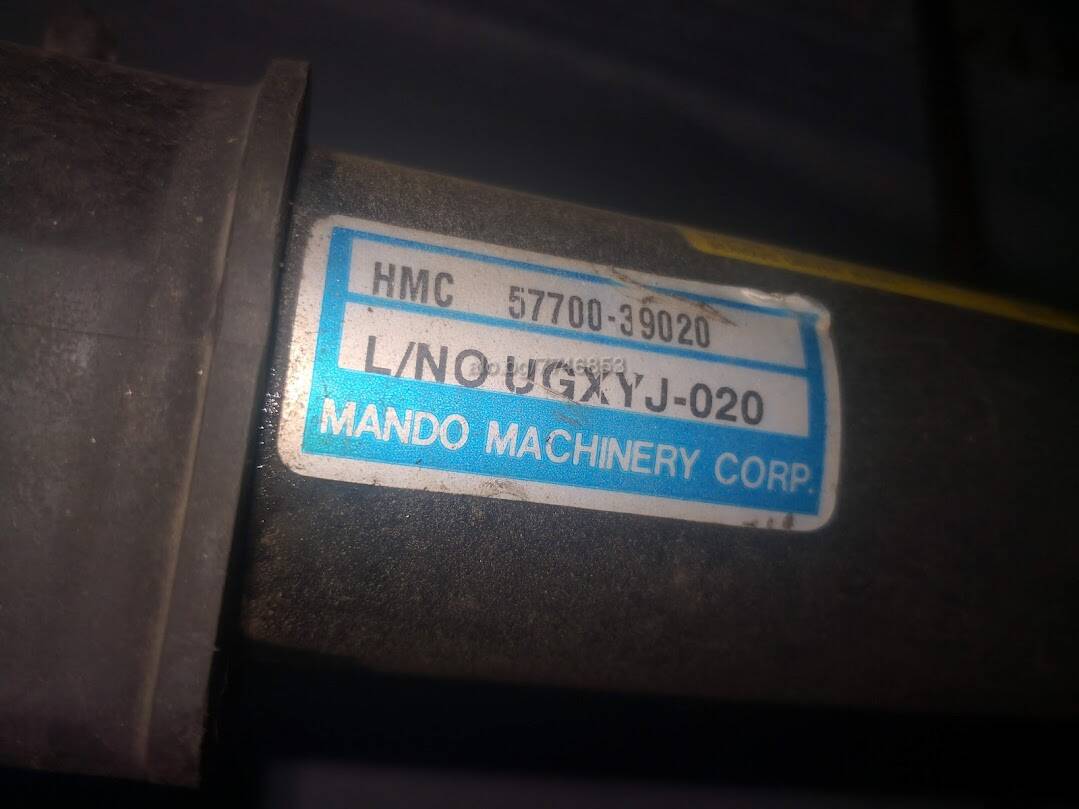 HMC 57700-39020
L/NO UGXYJ-020
MANDO MACHINERY CORP.